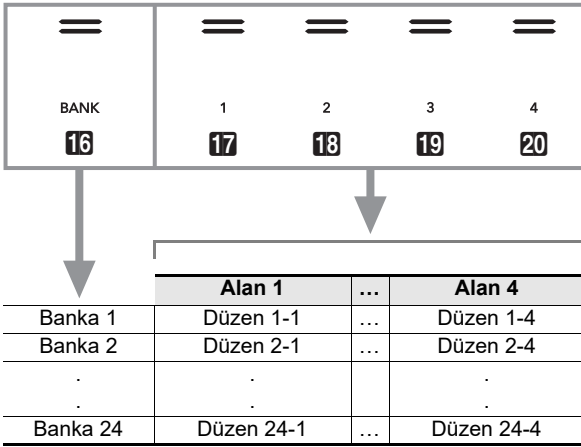 BANK 1 2 3 4
16 17 18 19 20
Alan 1 … Alan 4
Banka 1 Düzen 1-1 … Düzen 1-4
Banka 2 Düzen 2-1 … Düzen 2-4
. . .
. . .
Banka 24 Düzen 24-1 … Düzen 24-4